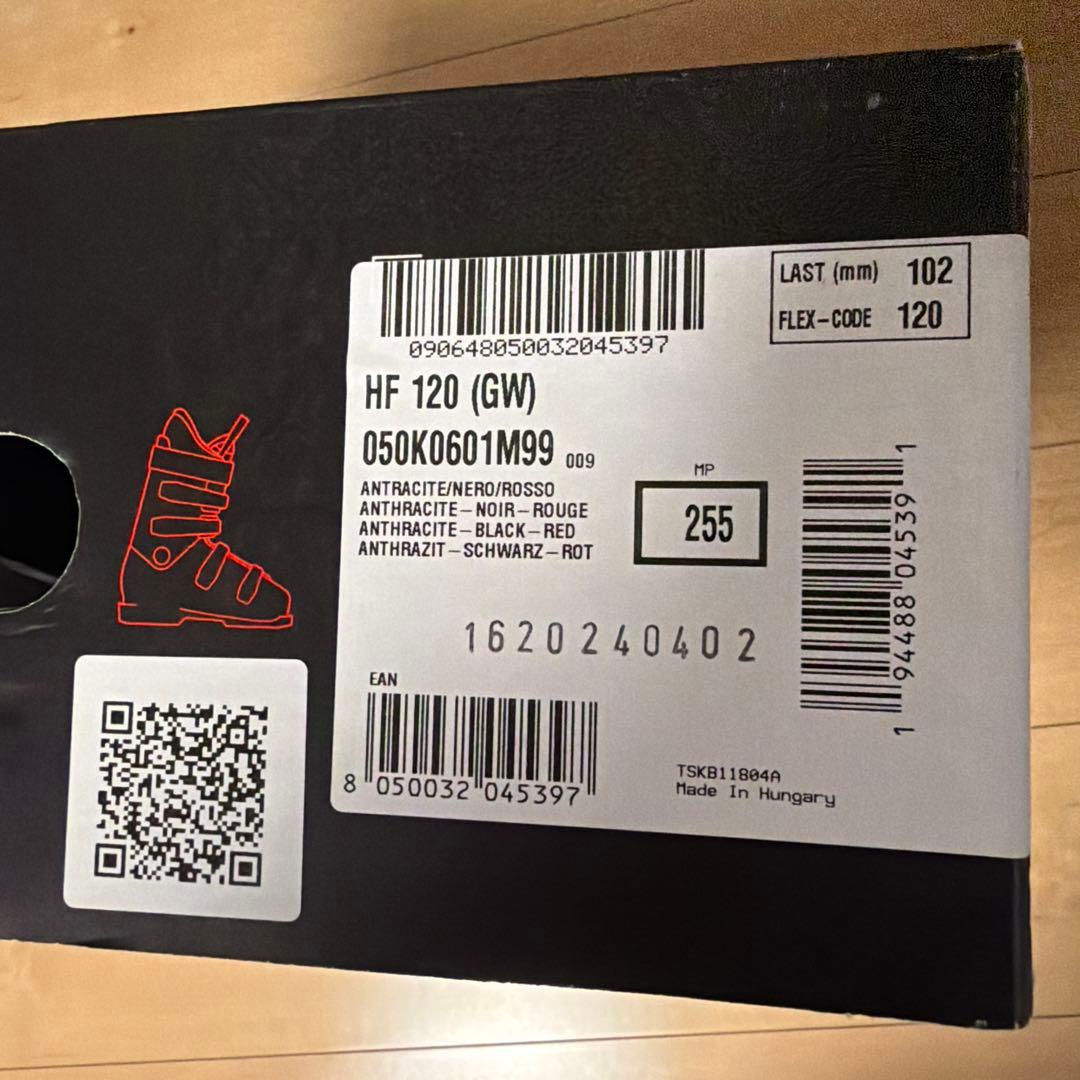 LAST (mm) 102
FLEX-CODE 120
090648050032045397
HF 120 (GW)
050K0601M99 009
ANTRACITE/NERO/ROSSO
ANTHRACITE-NOIR-ROUGE
ANTHRACITE-BLACK-RED
ANTHRAZIT-SCHWARZ-ROT
MP
255
1620240402
1 94488 04539 1
EAN
8 050032 045397
TSKB11804A
Made In Hungary